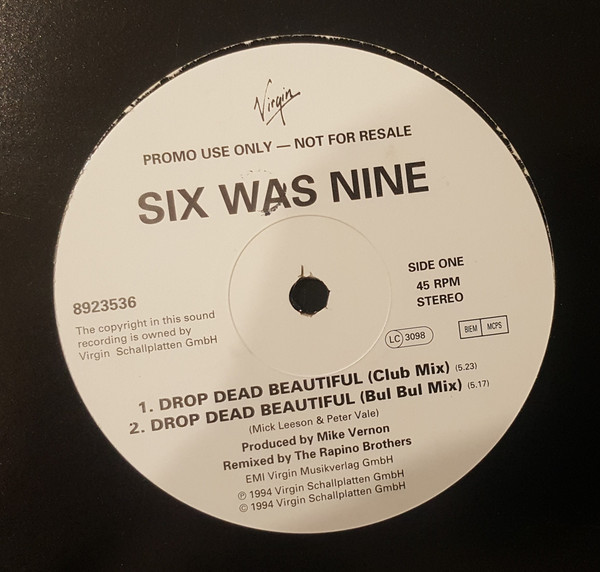 Virgin
PROMO USE ONLY — NOT FOR RESALE
SIX WAS NINE
SIDE ONE
45 RPM
STEREO
8923536
The copyright in this sound
recording is owned by
Virgin Schallplatten GmbH
LC 3098
BIEM MCPS
1. DROP DEAD BEAUTIFUL (Club Mix) (5.23)
2. DROP DEAD BEAUTIFUL (Bul Bul Mix) (5.17)
(Mick Leeson & Peter Vale)
Produced by Mike Vernon
Remixed by The Rapino Brothers
EMI Virgin Musikverlag GmbH
℗ 1994 Virgin Schallplatten GmbH
© 1994 Virgin Schallplatten GmbH